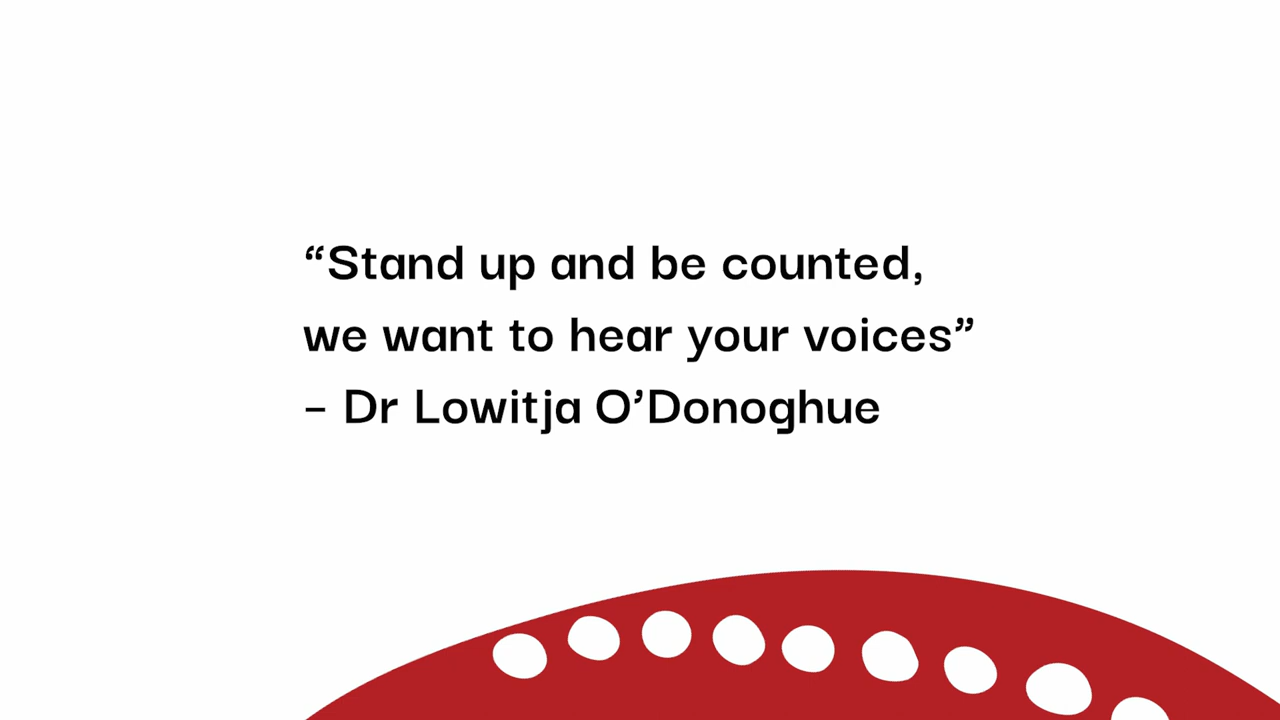 “Stand up and be counted,
we want to hear your voices”
– Dr Lowitja O’Donoghue